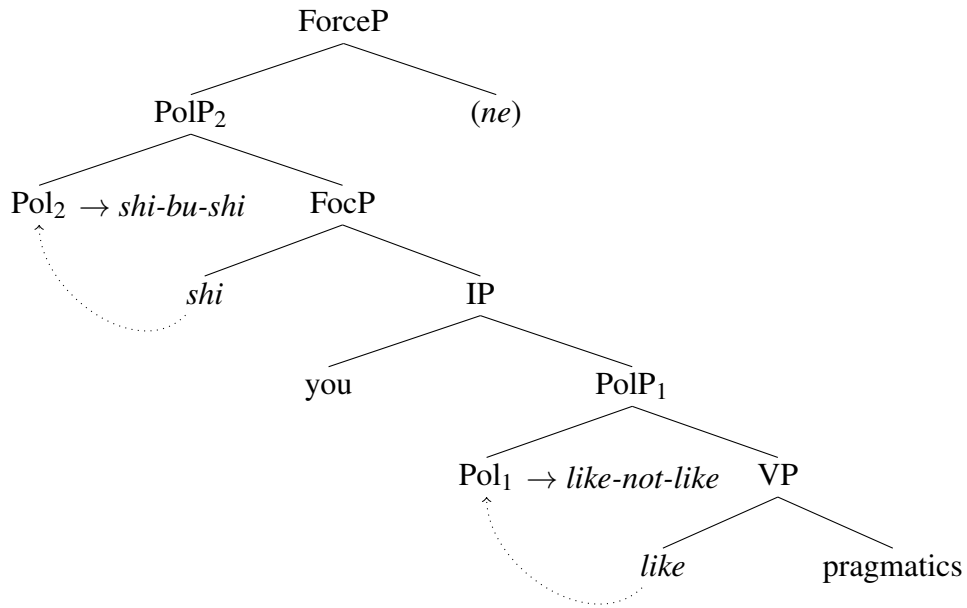 ForceP
PolP₂ (ne)
Pol₂ → shi-bu-shi FocP
shi IP
you PolP₁
Pol₁ → like-not-like VP
like pragmatics